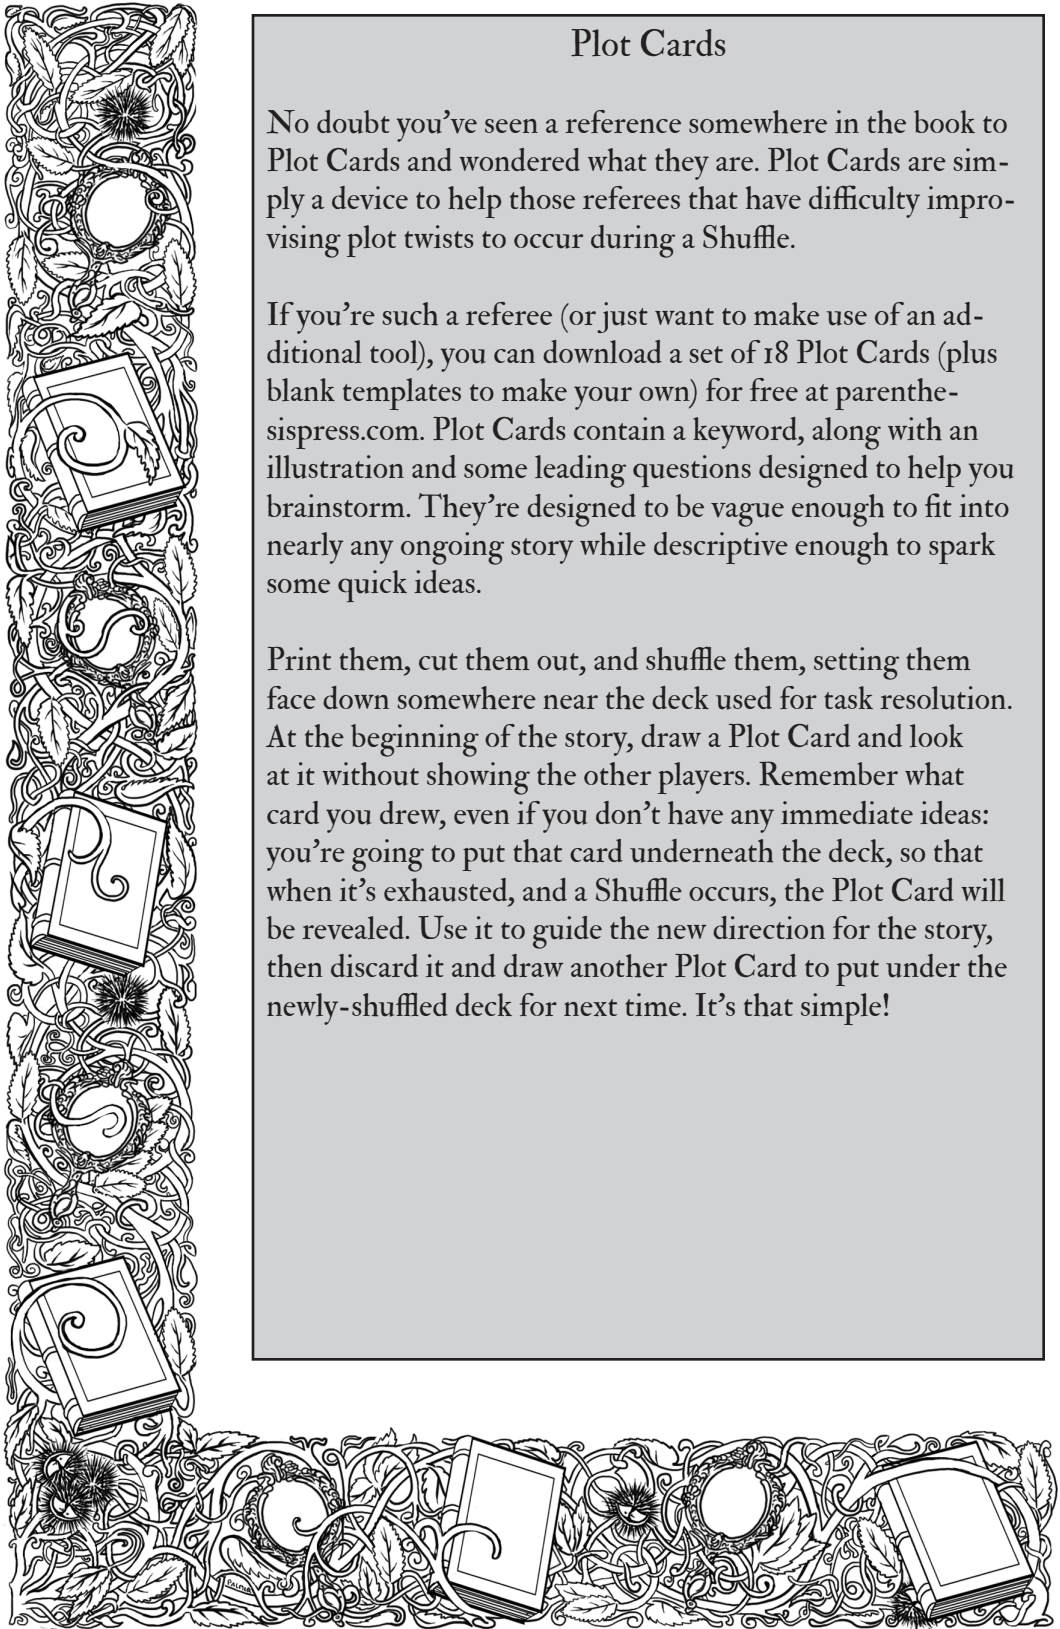 Plot Cards
No doubt you've seen a reference somewhere in the book to
Plot Cards and wondered what they are. Plot Cards are sim-
ply a device to help those referees that have difficulty impro-
vising plot twists to occur during a Shuffle.
If you're such a referee (or just want to make use of an ad-
ditional tool), you can download a set of 18 Plot Cards (plus
blank templates to make your own) for free at parenthe-
sispress.com. Plot Cards contain a keyword, along with an
illustration and some leading questions designed to help you
brainstorm. They're designed to be vague enough to fit into
nearly any ongoing story while descriptive enough to spark
some quick ideas.
Print them, cut them out, and shuffle them, setting them
face down somewhere near the deck used for task resolution.
At the beginning of the story, draw a Plot Card and look
at it without showing the other players. Remember what
card you drew, even if you don't have any immediate ideas:
you're going to put that card underneath the deck, so that
when it's exhausted, and a Shuffle occurs, the Plot Card will
be revealed. Use it to guide the new direction for the story,
then discard it and draw another Plot Card to put under the
newly-shuffled deck for next time. It's that simple!